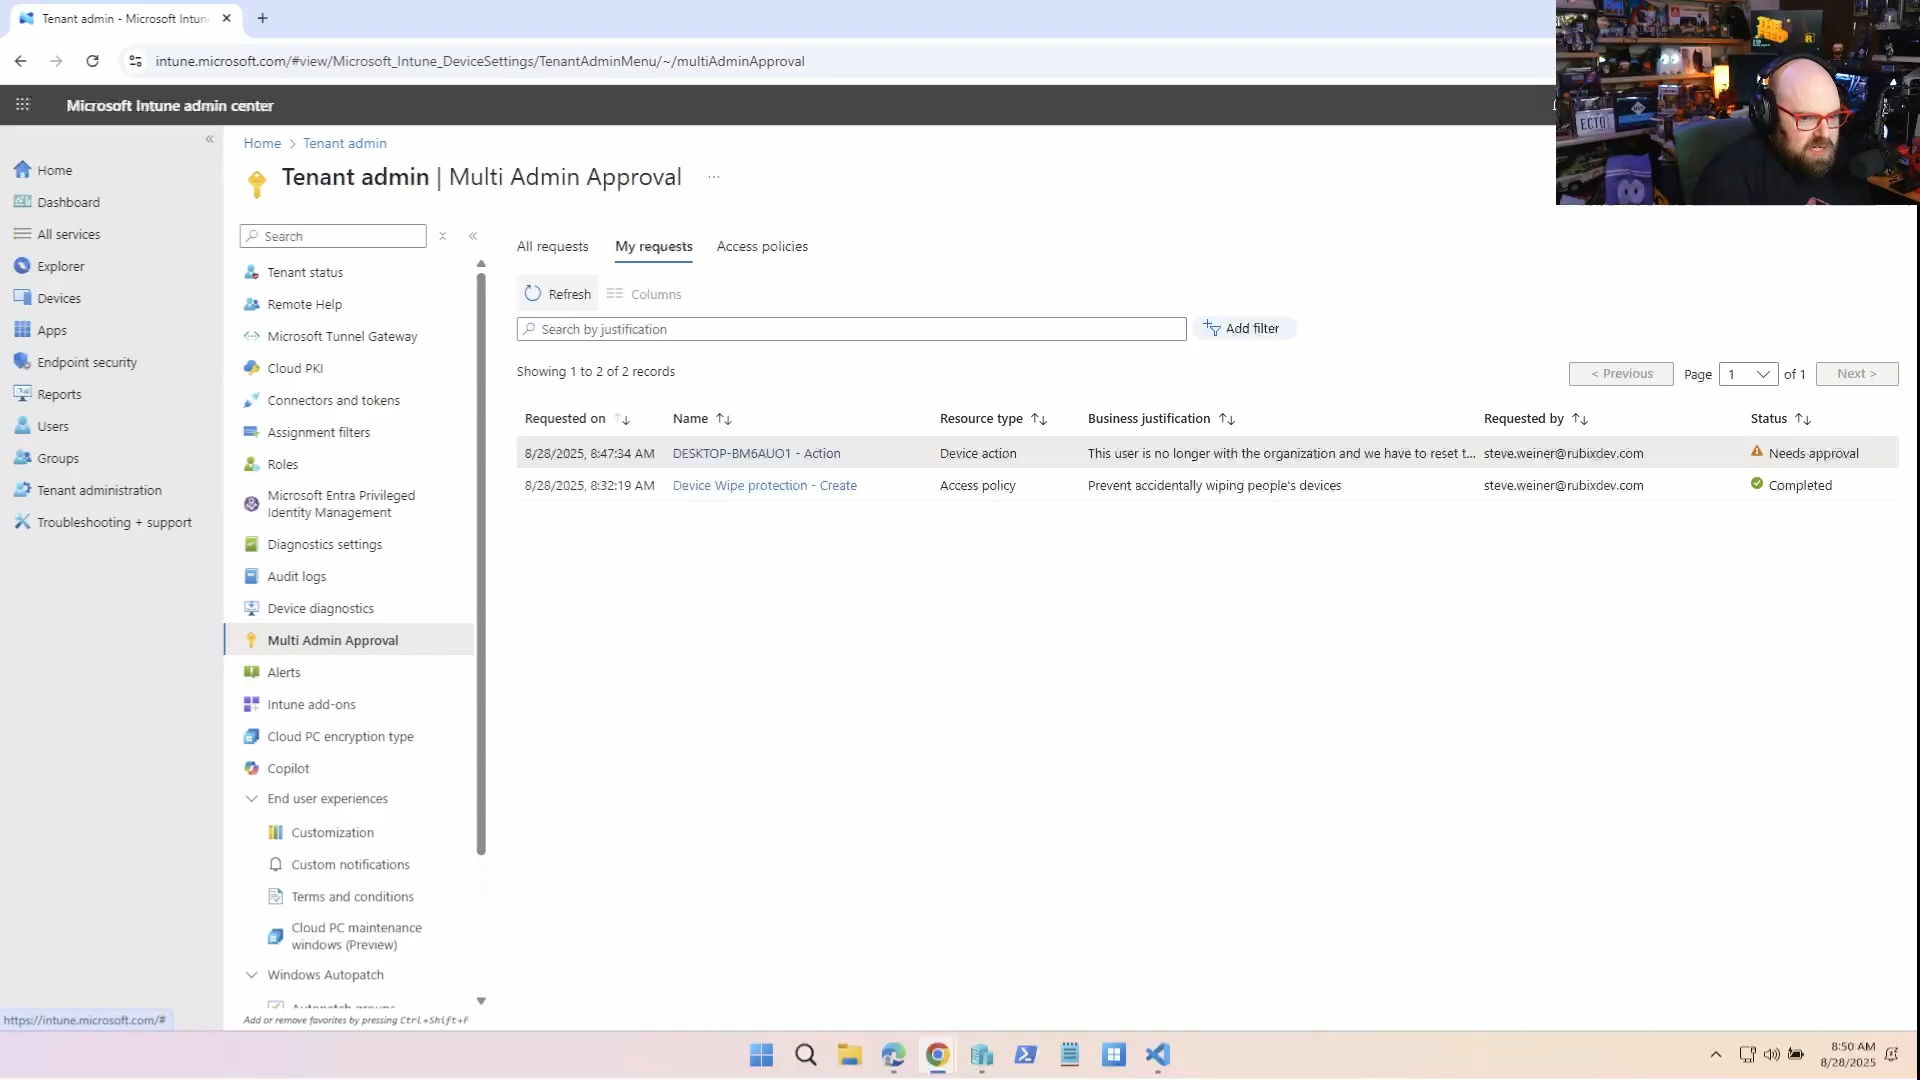 Tenant admin - Microsoft Intun
intune.microsoft.com/#view/Microsoft_Intune_DeviceSettings/TenantAdminMenu/~/multiAdminApproval
Microsoft Intune admin center
Home
Dashboard
All services
Explorer
Devices
Apps
Endpoint security
Reports
Users
Groups
Tenant administration
Troubleshooting + support
https://intune.microsoft.com/#
Home > Tenant admin
Tenant admin | Multi Admin Approval ...
Search
Tenant status
Remote Help
Microsoft Tunnel Gateway
Cloud PKI
Connectors and tokens
Assignment filters
Roles
Microsoft Entra Privileged
Identity Management
Diagnostics settings
Audit logs
Device diagnostics
Multi Admin Approval
Alerts
Intune add-ons
Cloud PC encryption type
Copilot
End user experiences
Customization
Custom notifications
Terms and conditions
Cloud PC maintenance
windows (Preview)
Windows Autopatch
Autopatch groups
Add or remove favorites by pressing Ctrl+Shift+F
All requests My requests Access policies
Refresh Columns
Search by justification Add filter
Showing 1 to 2 of 2 records
< Previous Page 1 of 1 Next >
Requested on Name Resource type Business justification Requested by Status
8/28/2025, 8:47:34 AM DESKTOP-BM6AUO1 - Action Device action This user is no longer with the organization and we have to reset t... steve.weiner@rubixdev.com Needs approval
8/28/2025, 8:32:19 AM Device Wipe protection - Create Access policy Prevent accidentally wiping people's devices steve.weiner@rubixdev.com Completed
ECTO
8:50 AM
8/28/2025